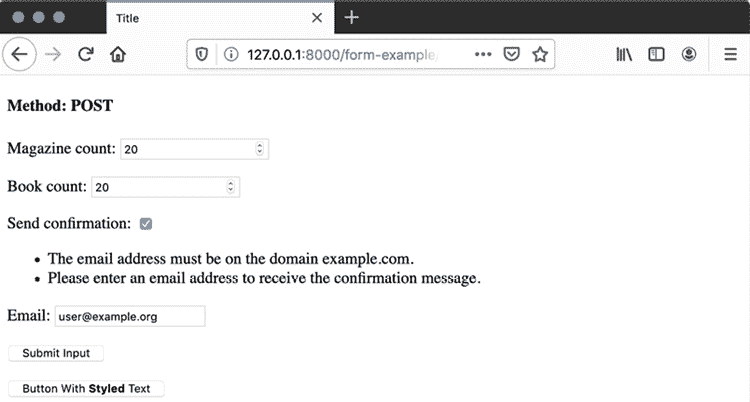 Title
127.0.0.1:8000/form-example
Method: POST
Magazine count: 20
Book count: 20
Send confirmation:
The email address must be on the domain example.com.
Please enter an email address to receive the confirmation message.
Email: user@example.org
Submit Input
Button With Styled Text